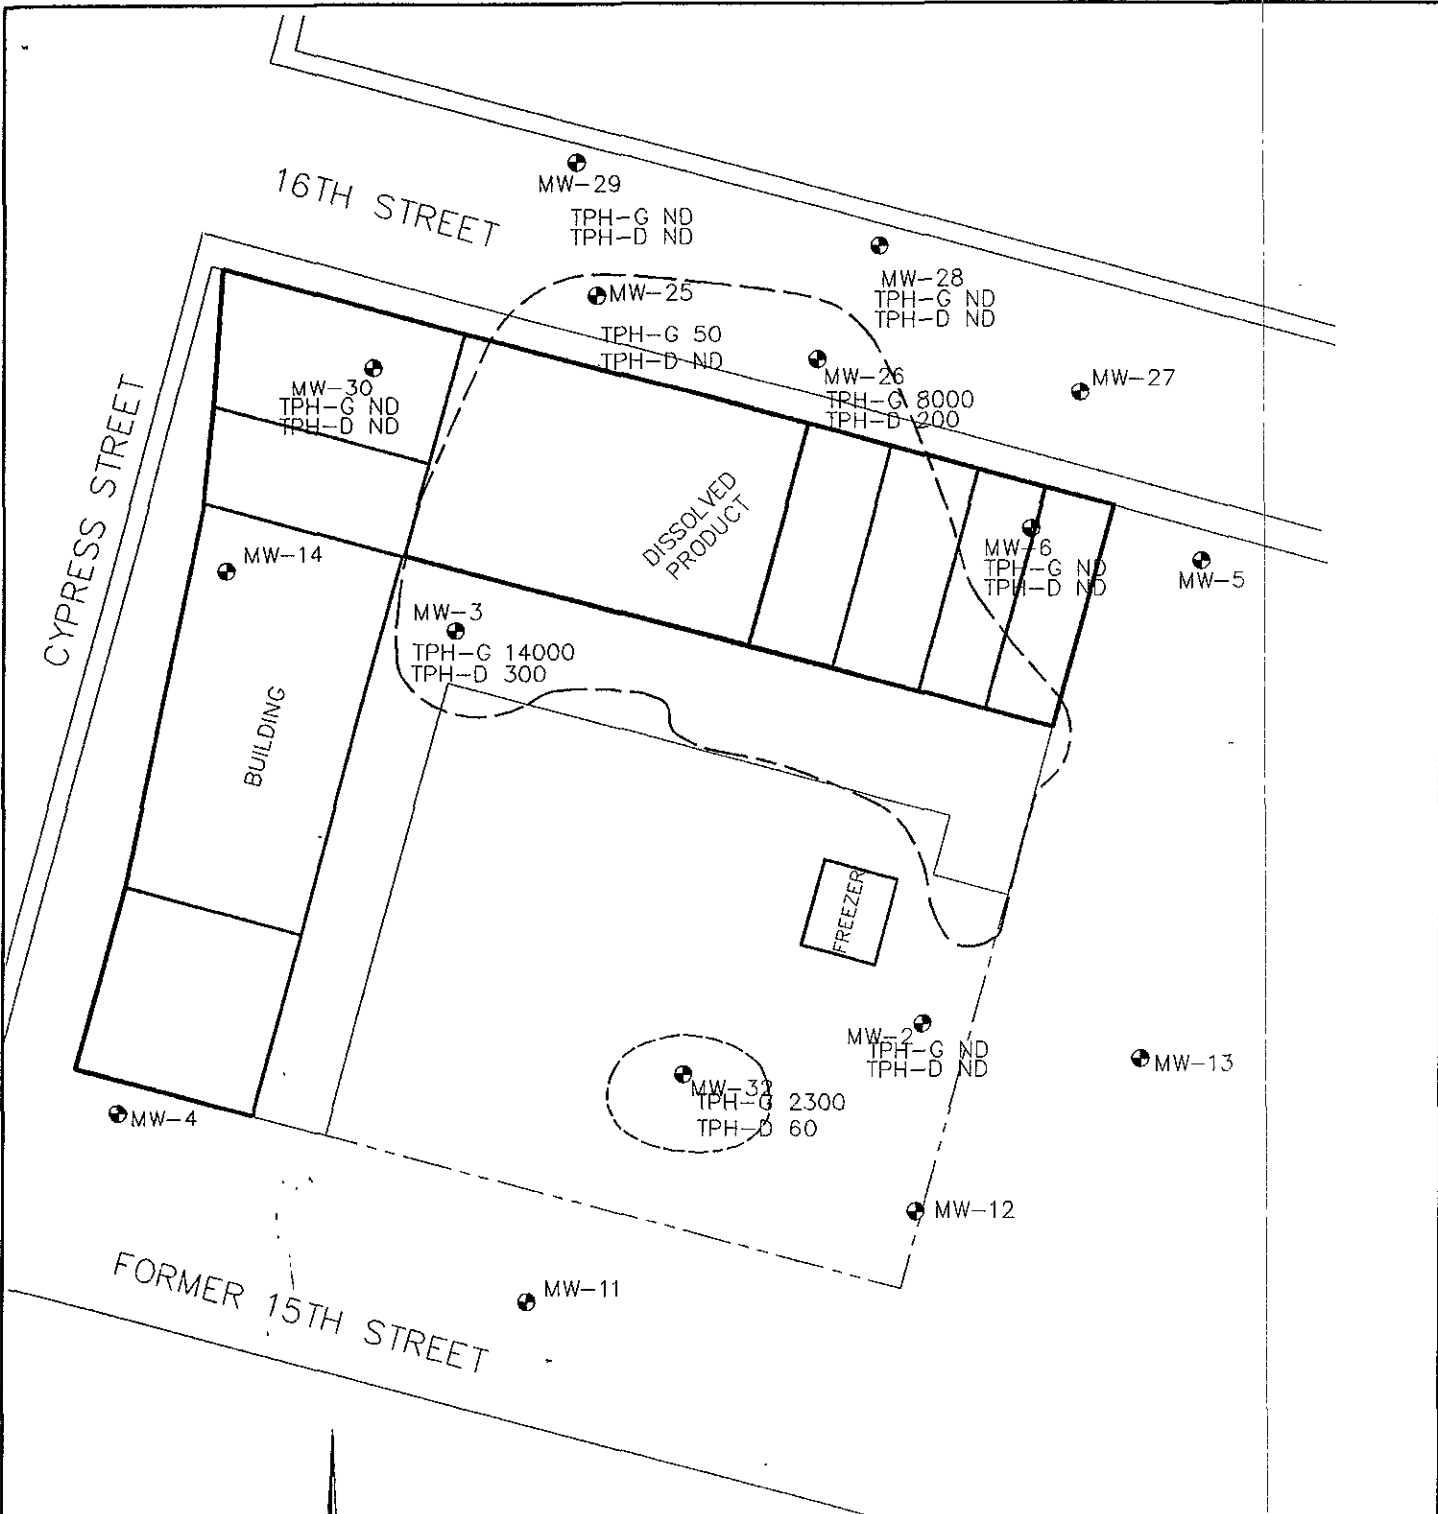 16TH STREET
MW-29
TPH-G ND
TPH-D ND
MW-28
TPH-G ND
TPH-D ND
MW-25
TPH-G 50
TPH-D ND
MW-26
TPH-G 8000
TPH-D 200
MW-27
MW-30
TPH-G ND
TPH-D ND
CYPRESS STREET
DISSOLVED
PRODUCT
MW-6
TPH-G ND
TPH-D ND
MW-5
MW-14
MW-3
TPH-G 14000
TPH-D 300
BUILDING
FREEZER
MW-2
TPH-G ND
TPH-D ND
MW-13
MW-32
TPH-G 2300
TPH-D 60
MW-4
MW-12
MW-11
FORMER 15TH STREET